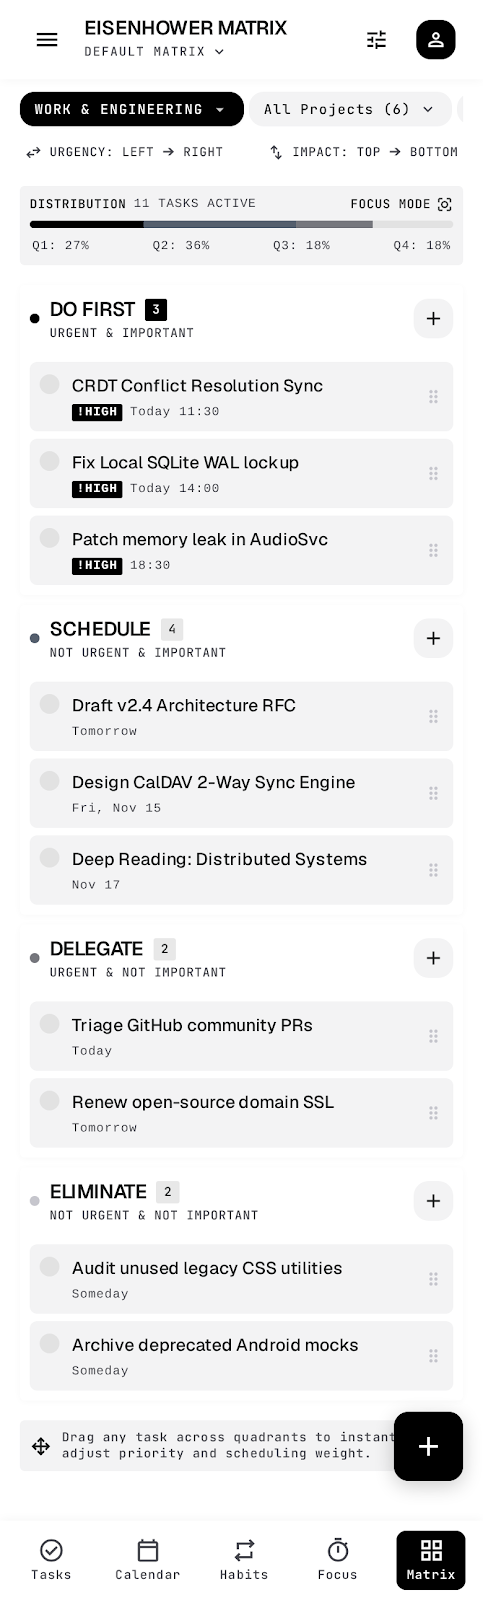 EISENHOWER MATRIX
DEFAULT MATRIX
WORK & ENGINEERING
All Projects (6)
URGENCY: LEFT → RIGHT
IMPACT: TOP → BOTTOM
DISTRIBUTION 11 TASKS ACTIVE
FOCUS MODE
Q1: 27%
Q2: 36%
Q3: 18%
Q4: 18%
DO FIRST 3
URGENT & IMPORTANT
CRDT Conflict Resolution Sync
!HIGH Today 11:30
Fix Local SQLite WAL lockup
!HIGH Today 14:00
Patch memory leak in AudioSvc
!HIGH 18:30
SCHEDULE 4
NOT URGENT & IMPORTANT
Draft v2.4 Architecture RFC
Tomorrow
Design CalDAV 2-Way Sync Engine
Fri, Nov 15
Deep Reading: Distributed Systems
Nov 17
DELEGATE 2
URGENT & NOT IMPORTANT
Triage GitHub community PRs
Today
Renew open-source domain SSL
Tomorrow
ELIMINATE 2
NOT URGENT & NOT IMPORTANT
Audit unused legacy CSS utilities
Someday
Archive deprecated Android mocks
Someday
Drag any task across quadrants to
adjust priority and scheduling weight.
Tasks
Calendar
Habits
Focus
Matrix